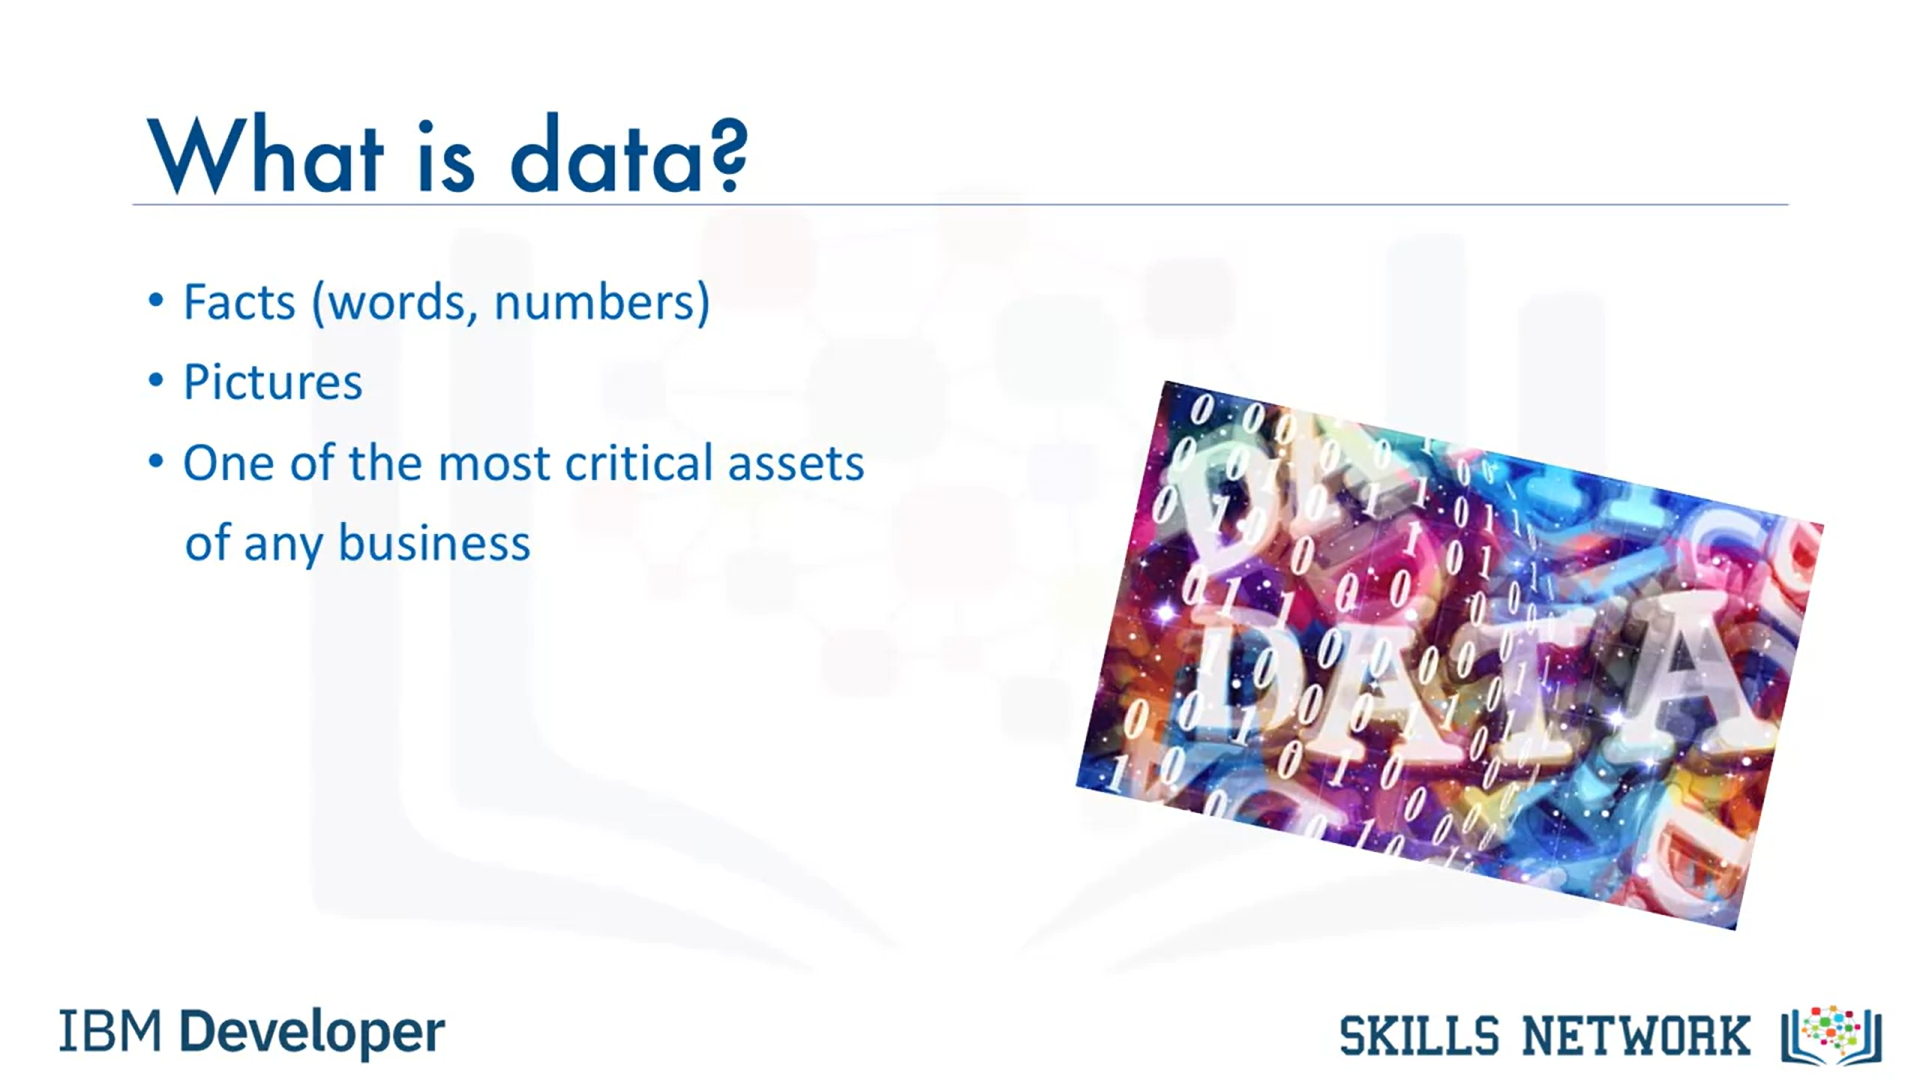 What is data?
• Facts (words, numbers)
• Pictures
• One of the most critical assets
of any business
DATA
IBM Developer
SKILLS NETWORK